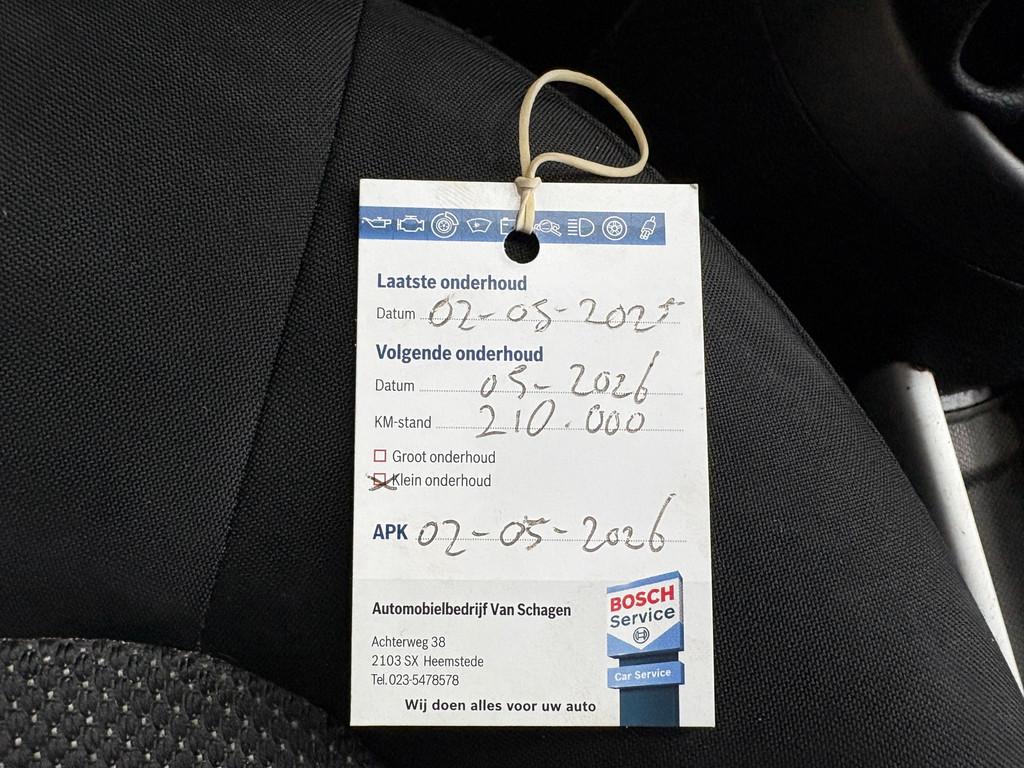 Laatste onderhoud
Datum 02-05-2025
Volgende onderhoud
Datum 05-2026
KM-stand 210.000
Groot onderhoud
Klein onderhoud
APK 02-05-2026
Automobielbedrijf Van Schagen
Achterweg 38
2103 SX Heemstede
Tel. 023-5478578
Wij doen alles voor uw auto
BOSCH
Service
Car Service